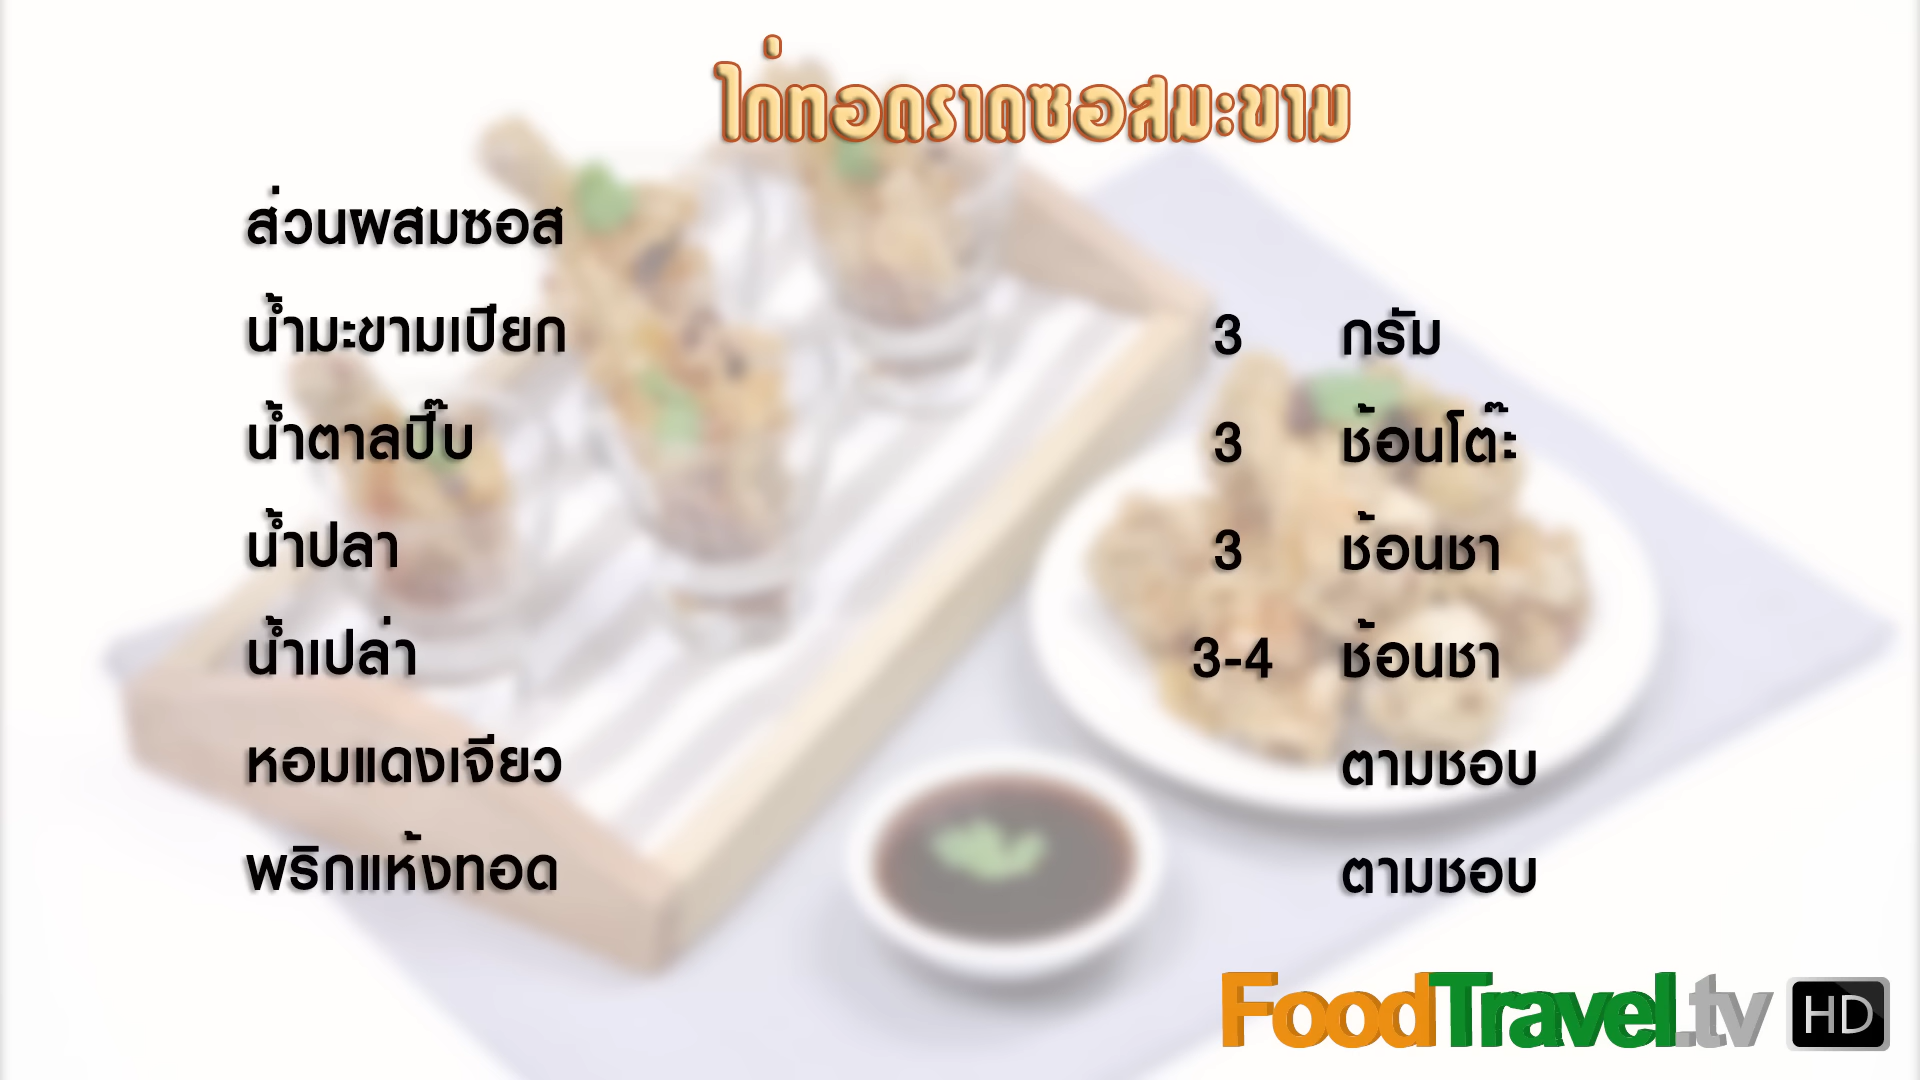 ไก่ทอดราดซอสมะขาม
ส่วนผสมซอส
น้ำมะขามเปียก 3 กรัม
น้ำตาลปี๊บ 3 ช้อนโต๊ะ
น้ำปลา 3 ช้อนชา
น้ำเปล่า 3-4 ช้อนชา
หอมแดงเจียว ตามชอบ
พริกแห้งทอด ตามชอบ
FoodTravel.tv HD